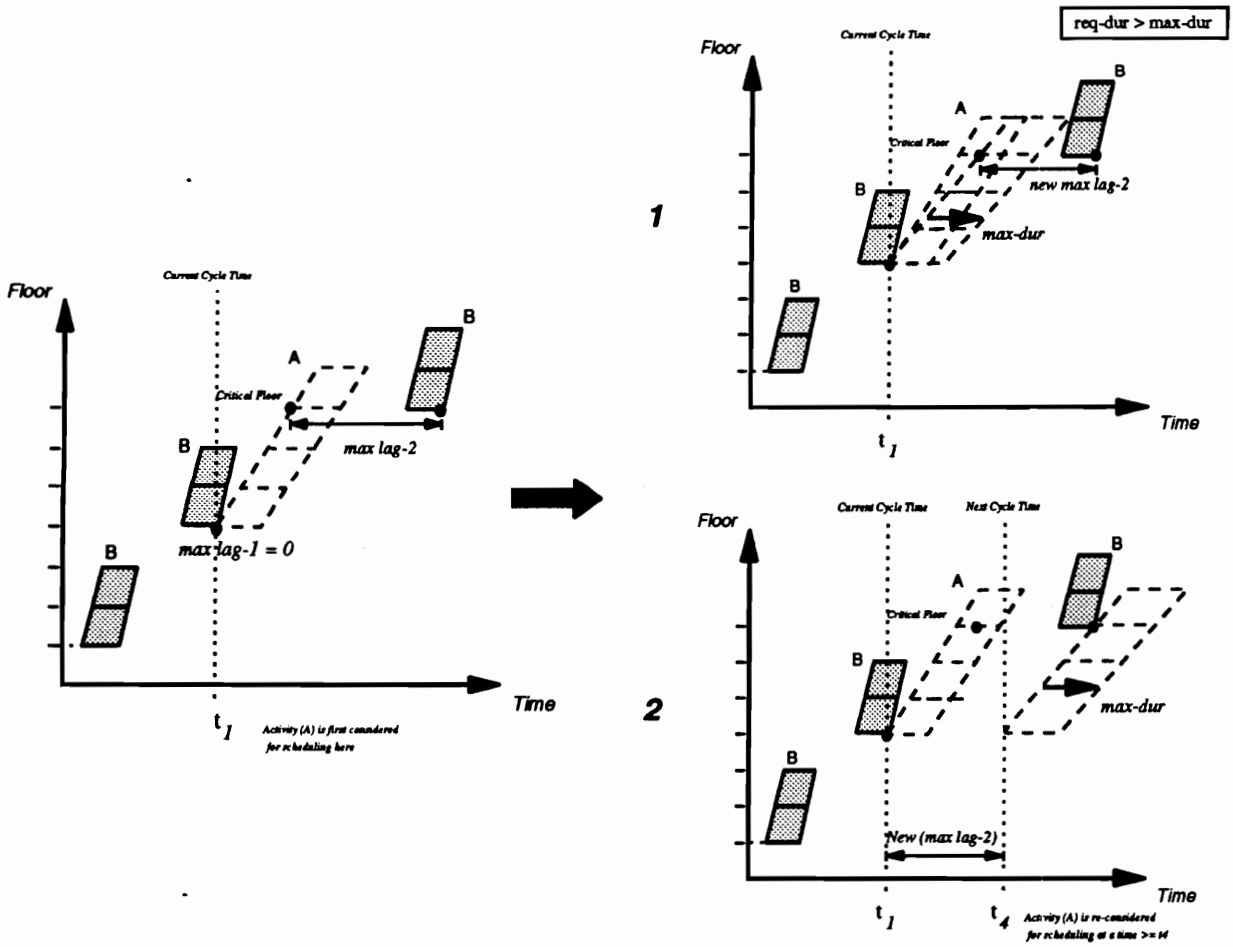 Current Cycle Time
Floor
A
B
Critical Floor
B
max lag-2
max lag-1 = 0
B
Time
t1
Activity (A) is first considered
for scheduling here
req-dur > max-dur
Current Cycle Time
Floor
B
A
Critical Floor
B
new max lag-2
1
max-dur
B
Time
t1
Current Cycle Time
Next Cycle Time
Floor
B
A
Critical Floor
B
2
max-dur
B
New (max lag-2)
Time
t1
t4
Activity (A) is re-considered
for scheduling at a time >= t4